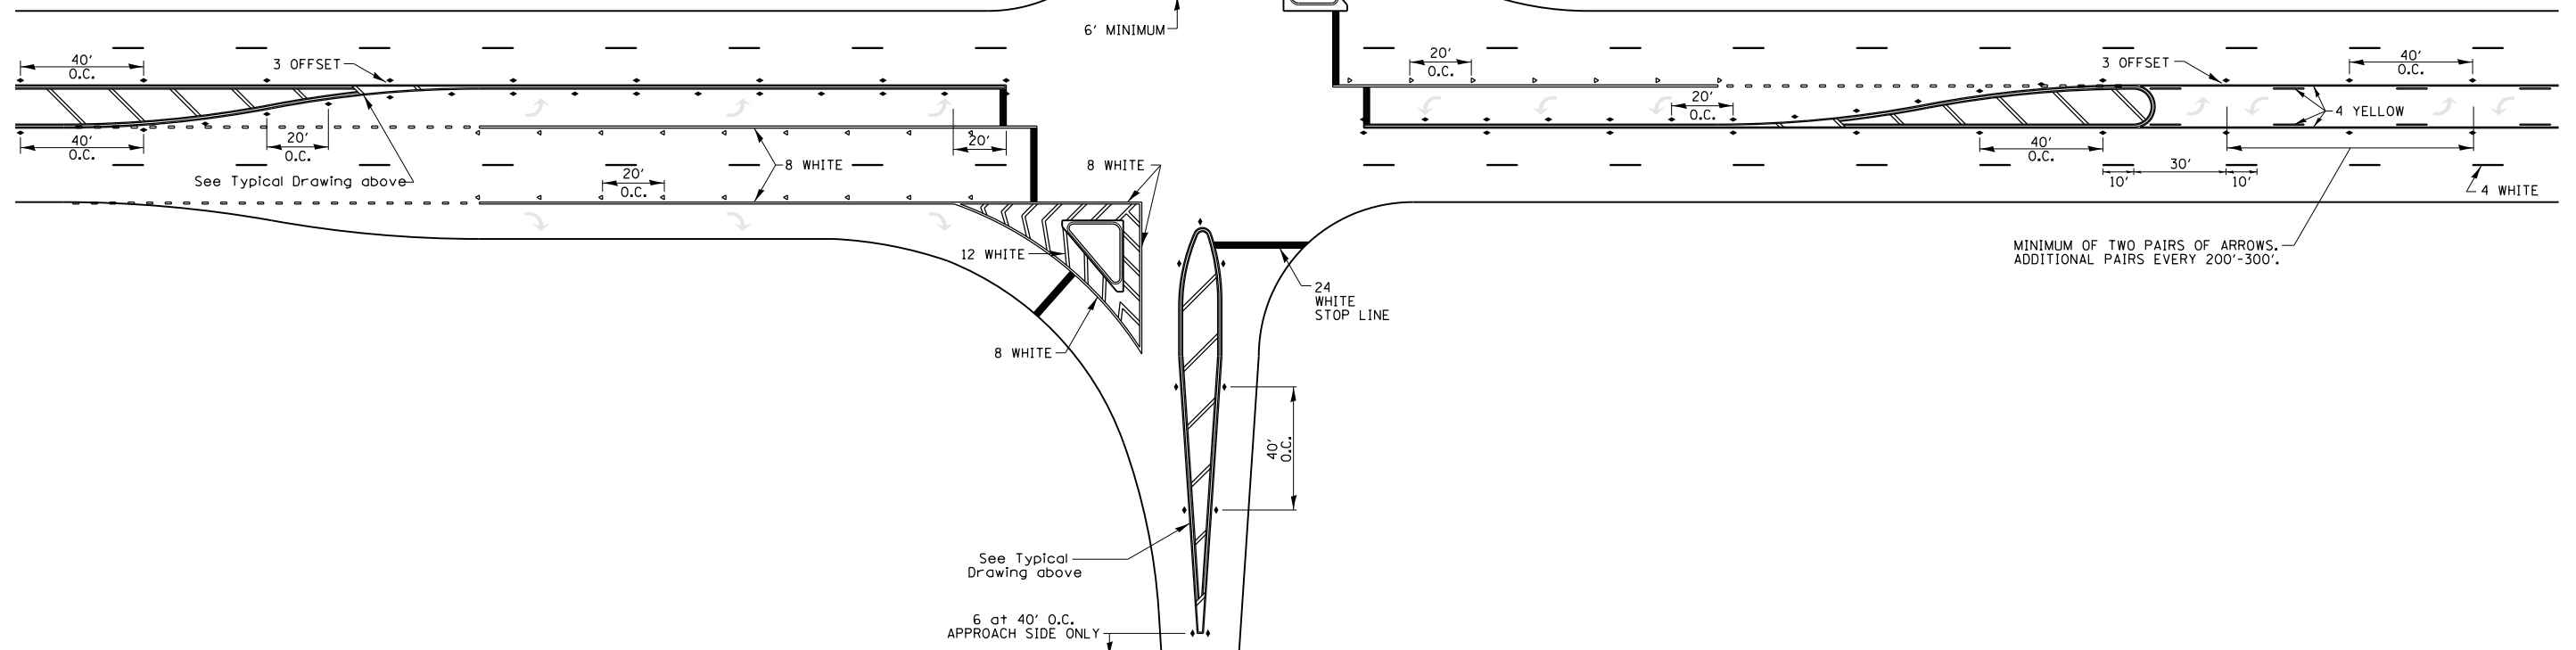 6' MINIMUM
40'
O.C.
3 OFFSET
40'
O.C.
20'
O.C.
See Typical Drawing above
20'
O.C.
8 WHITE
20'
8 WHITE
12 WHITE
8 WHITE
24
WHITE
STOP LINE
20'
O.C.
20'
O.C.
3 OFFSET
40'
O.C.
4 YELLOW
40'
O.C.
10'
30'
10'
4 WHITE
MINIMUM OF TWO PAIRS OF ARROWS.
ADDITIONAL PAIRS EVERY 200'-300'.
40'
O.C.
See Typical
Drawing above
6 at 40' O.C.
APPROACH SIDE ONLY